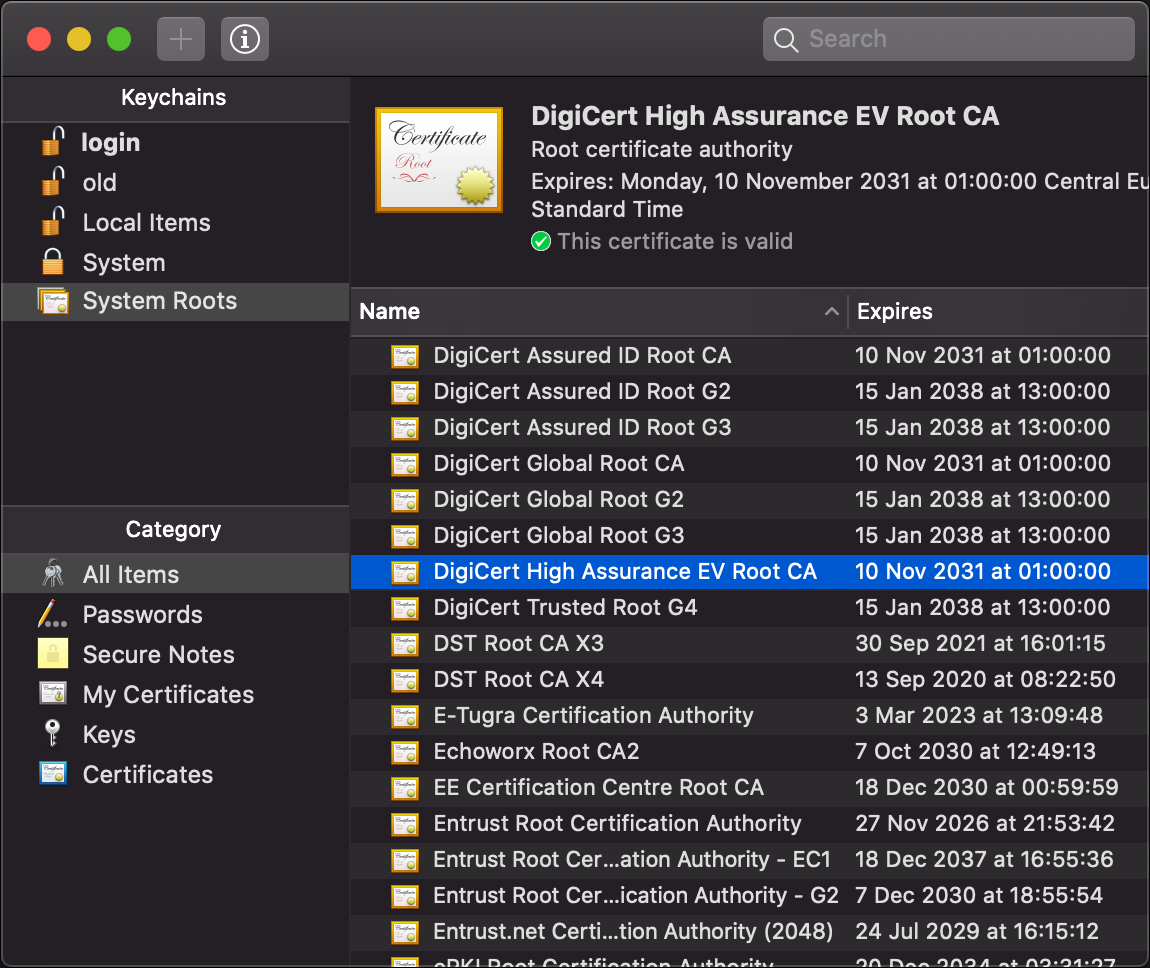 Search
Keychains
login
old
Local Items
System
System Roots
Category
All Items
Passwords
Secure Notes
My Certificates
Keys
Certificates
Certificate
Root
DigiCert High Assurance EV Root CA
Root certificate authority
Expires: Monday, 10 November 2031 at 01:00:00 Central Eu
Standard Time
This certificate is valid
Name Expires
DigiCert Assured ID Root CA 10 Nov 2031 at 01:00:00
DigiCert Assured ID Root G2 15 Jan 2038 at 13:00:00
DigiCert Assured ID Root G3 15 Jan 2038 at 13:00:00
DigiCert Global Root CA 10 Nov 2031 at 01:00:00
DigiCert Global Root G2 15 Jan 2038 at 13:00:00
DigiCert Global Root G3 15 Jan 2038 at 13:00:00
DigiCert High Assurance EV Root CA 10 Nov 2031 at 01:00:00
DigiCert Trusted Root G4 15 Jan 2038 at 13:00:00
DST Root CA X3 30 Sep 2021 at 16:01:15
DST Root CA X4 13 Sep 2020 at 08:22:50
E-Tugra Certification Authority 3 Mar 2023 at 13:09:48
Echoworx Root CA2 7 Oct 2030 at 12:49:13
EE Certification Centre Root CA 18 Dec 2030 at 00:59:59
Entrust Root Certification Authority 27 Nov 2026 at 21:53:42
Entrust Root Cer...ation Authority - EC1 18 Dec 2037 at 16:55:36
Entrust Root Cer...ication Authority - G2 7 Dec 2030 at 18:55:54
Entrust.net Certi...tion Authority (2048) 24 Jul 2029 at 16:15:12
ePKI Root Certification Authority 20 Dec 2034 at 03:31:27